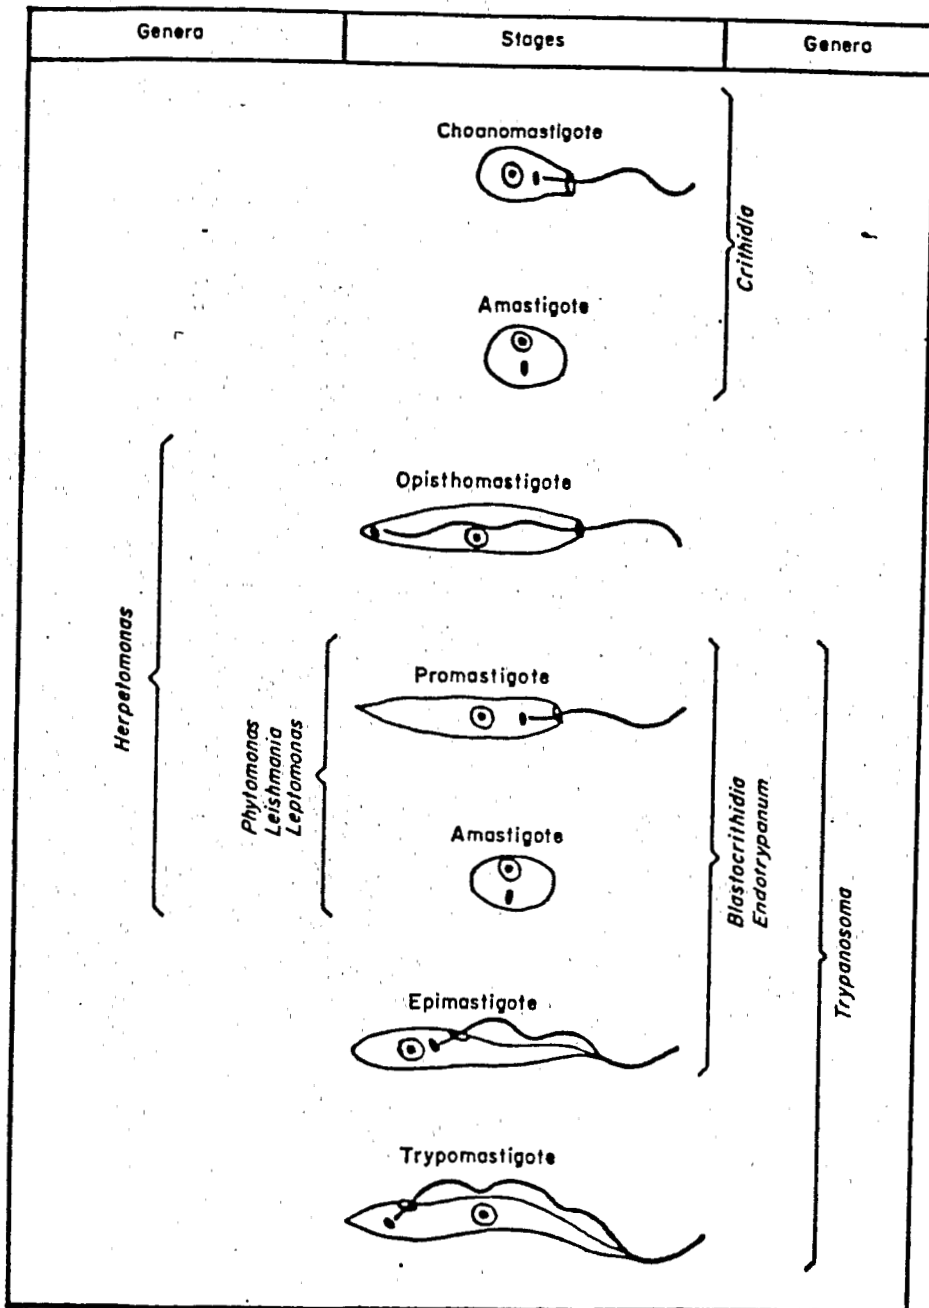 Genera
Stages
Genera
Choanomastigote
Crithidia
Amastigote
Opisthomastigote
Herpetomonas
Promastigote
Phytomonas
Leishmania
Leptomonas
Amastigote
Blastocrithidia
Endotrypanum
Trypanosoma
Epimastigote
Trypomastigote